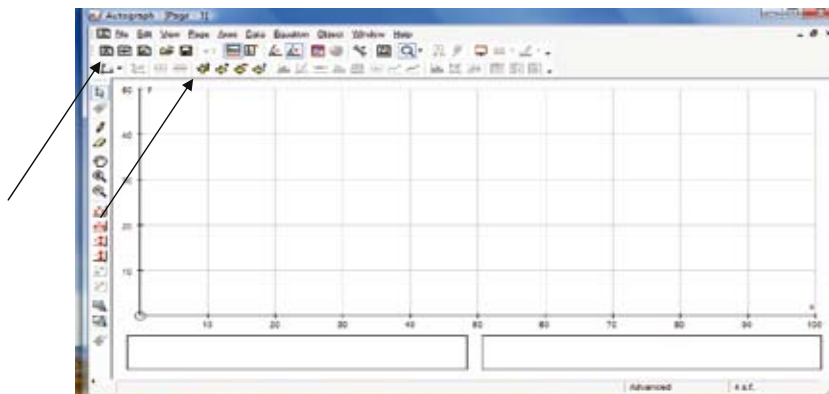 Autograph - [Page 1]
File Edit View Page Axes Data Equation Object Window Help
50 y
40
30
20
10
10 20 30 40 50 60 70 80 90 100
x
Advanced 4 s.f.